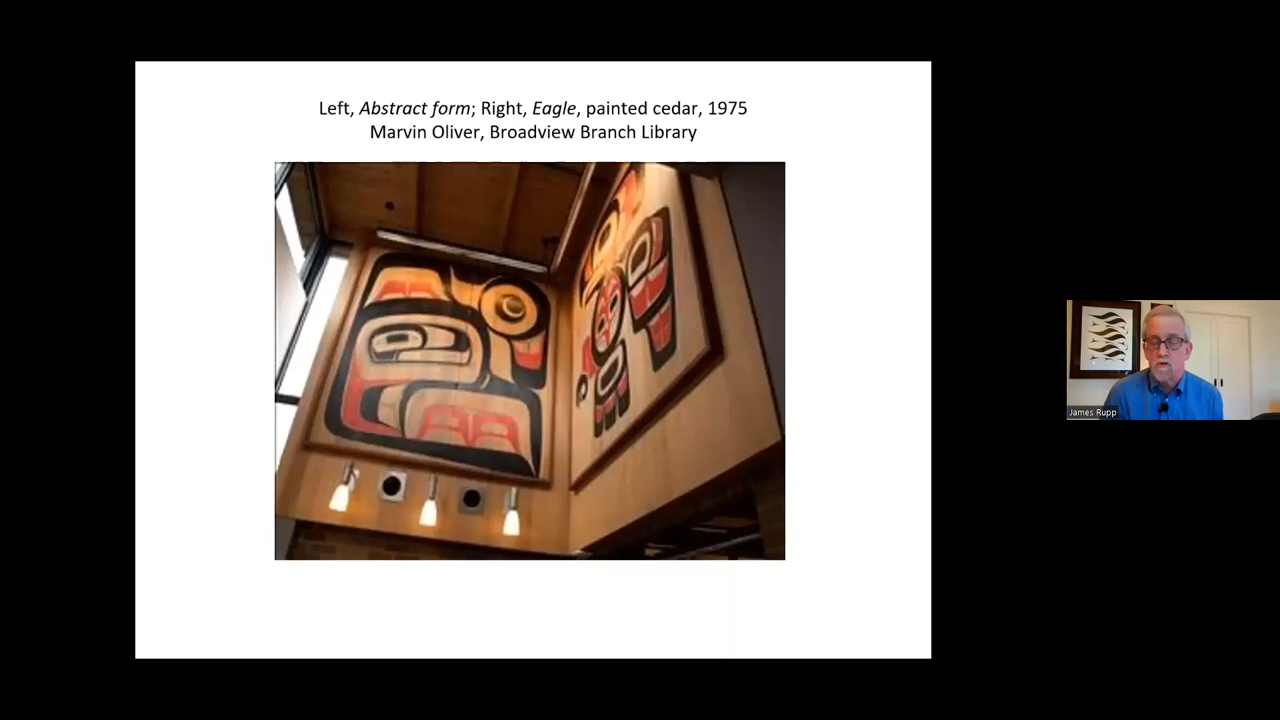 Left, Abstract form; Right, Eagle, painted cedar, 1975
Marvin Oliver, Broadview Branch Library
James Rupp